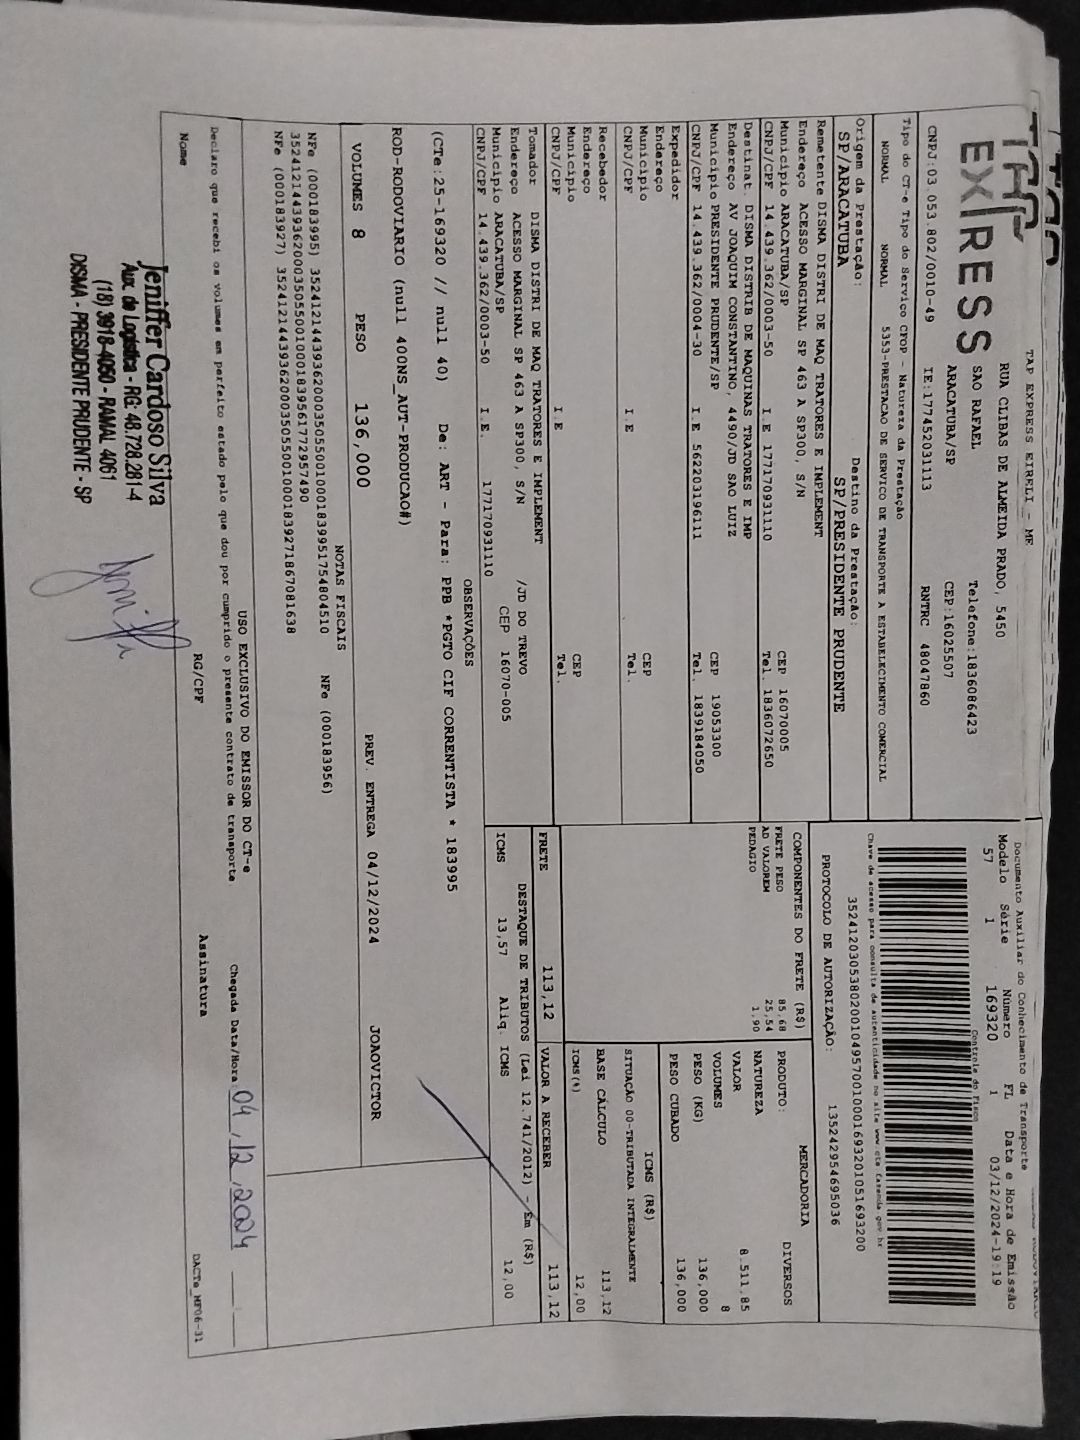 TAP EXPRESS EIRELI - ME
TAP
EXPRESS
RUA CLIBAS DE ALMEIDA PRADO, 5450
SAO RAFAEL Telefone:1836086423
ARACATUBA/SP CEP:16025507
CNPJ:03.053.802/0010-49 IE:177452031113 RNTRC 48047860
Documento Auxiliar do Conhecimento de Transporte
Modelo Série Número FL Data e Hora de Emissão
57 1 169320 1 03/12/2024-19:19
Controle do Fisco
Chave de acesso para consulta de autenticidade no site www.cte.fazenda.gov.br
35241203053802001049570010001693201051693200
PROTOCOLO DE AUTORIZAÇÃO: 135242954695036
Tipo do CT-e Tipo do Serviço CFOP - Natureza da Prestação
NORMAL NORMAL 5353-PRESTACAO DE SERVICO DE TRANSPORTE A ESTABELECIMENTO COMERCIAL
Origem da Prestação: Destino da Prestação:
SP/ARACATUBA SP/PRESIDENTE PRUDENTE
Remetente DISMA DISTRI DE MAQ TRATORES E IMPLEMENT
Endereço ACESSO MARGINAL SP 463 A SP300, S/N
Município ARACATUBA/SP CEP 16070005
CNPJ/CPF 14.439.362/0003-50 I.E 177170931110 Tel. 1836072650
Destinat. DISMA DISTRIB DE MAQUINAS TRATORES E IMP
Endereço AV JOAQUIM CONSTANTINO, 4490/JD SAO LUIZ
Município PRESIDENTE PRUDENTE/SP CEP 19053300
CNPJ/CPF 14.439.362/0004-30 I.E 562203196111 Tel. 1839184050
Expedidor
Endereço
Município CEP
CNPJ/CPF I.E Tel.
Recebedor
Endereço
Município CEP
CNPJ/CPF I.E Tel.
Tomador DISMA DISTRI DE MAQ TRATORES E IMPLEMENT
Endereço ACESSO MARGINAL SP 463 A SP300, S/N /JD DO TREVO
Município ARACATUBA/SP CEP 16070-005
CNPJ/CPF 14.439.362/0003-50 I.E. 177170931110
COMPONENTES DO FRETE (R$)
FRETE PESO 85,68
AD VALOREM 25,54
PEDAGIO 1,90
PRODUTO: MERCADORIA
NATUREZA DIVERSOS
VALOR 8.511,85
VOLUMES 8
PESO (KG) 136,000
PESO CUBADO 136,000
ICMS (R$)
SITUAÇÃO 00-TRIBUTADA INTEGRALMENTE
BASE CÁLCULO 113,12
ICMS(%) 12,00
FRETE 113,12 VALOR A RECEBER 113,12
DESTAQUE DE TRIBUTOS (Lei 12.741/2012) - Em (R$)
ICMS 13,57 Aliq. ICMS 12,00
OBSERVAÇÕES
(CTe:25-169320 // null 40) De: ART - Para: PPB *PGTO CIF CORRENTISTA * 183995
ROD-RODOVIARIO (null 400NS_AUT-PRODUCAO#)
VOLUMES 8 PESO 136,000 PREV. ENTREGA 04/12/2024 JOAOVICTOR
NOTAS FISCAIS
NFe (000183995) 35241214439362000350550010001839951754804510 NFe (000183956)
35241214439362000350550010001839561772957490
NFe (000183927) 35241214439362000350550010001839271867081638
USO EXCLUSIVO DO EMISSOR DO CT-e
Declaro que recebi os volumes em perfeito estado pelo que dou por cumprido o presente contrato de transporte Chegada Data/Hora 04/12/2024
Nome RG/CPF Assinatura DACTe_MF06-31
Jeniffer Cardoso Silva
Aux. de Logística - RG: 48.728.281-4
(18) 3918-4050 - RAMAL 4061
DISMA - PRESIDENTE PRUDENTE - SP